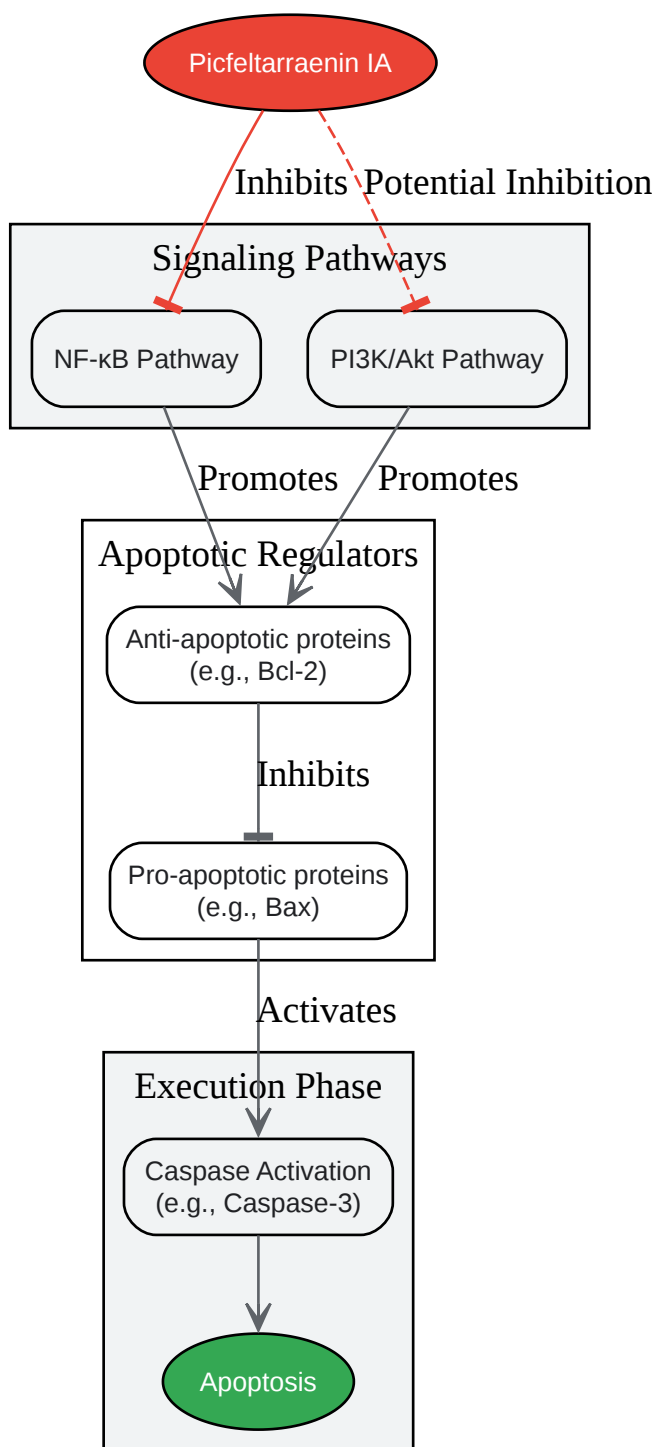 Picfeltarraenin IA
Inhibits
Potential Inhibition
Signaling Pathways
NF-κB Pathway
PI3K/Akt Pathway
Promotes
Promotes
Apoptotic Regulators
Anti-apoptotic proteins
(e.g., Bcl-2)
Inhibits
Pro-apoptotic proteins
(e.g., Bax)
Activates
Execution Phase
Caspase Activation
(e.g., Caspase-3)
Apoptosis